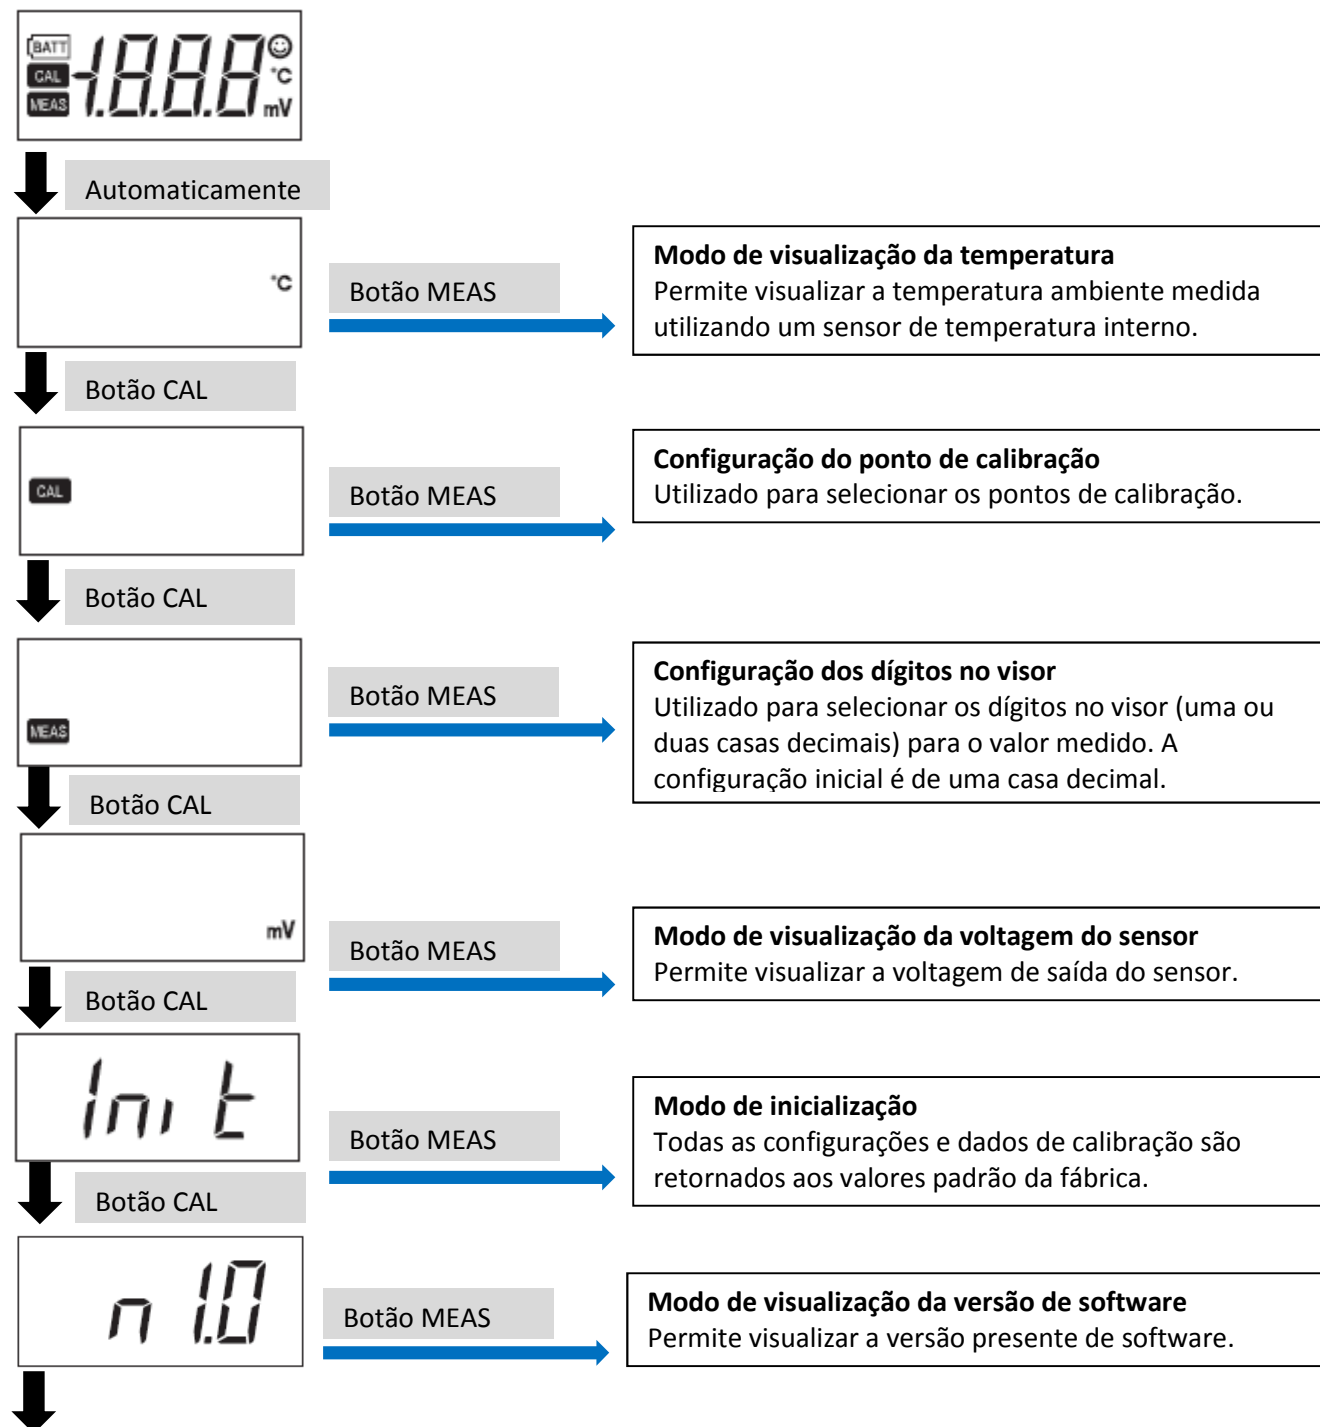 BATT
CAL
MEAS
-1.8.8.8
°C
mV
Automaticamente
°C
Botão MEAS
Modo de visualização da temperatura
Permite visualizar a temperatura ambiente medida
utilizando um sensor de temperatura interno.
Botão CAL
CAL
Botão MEAS
Configuração do ponto de calibração
Utilizado para selecionar os pontos de calibração.
Botão CAL
MEAS
Botão MEAS
Configuração dos dígitos no visor
Utilizado para selecionar os dígitos no visor (uma ou
duas casas decimais) para o valor medido. A
configuração inicial é de uma casa decimal.
Botão CAL
mV
Botão MEAS
Modo de visualização da voltagem do sensor
Permite visualizar a voltagem de saída do sensor.
Botão CAL
Init
Botão MEAS
Modo de inicialização
Todas as configurações e dados de calibração são
retornados aos valores padrão da fábrica.
Botão CAL
n 1.0
Botão MEAS
Modo de visualização da versão de software
Permite visualizar a versão presente de software.